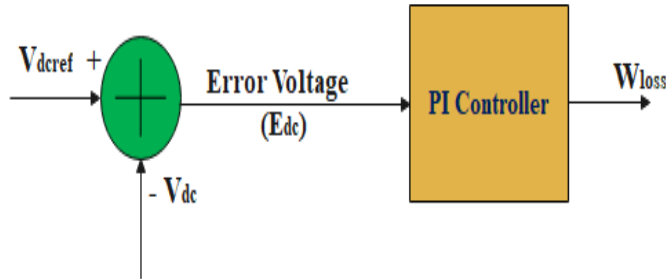 Vdcref +
Error Voltage
(Edc)
PI Controller
Wloss
- Vdc